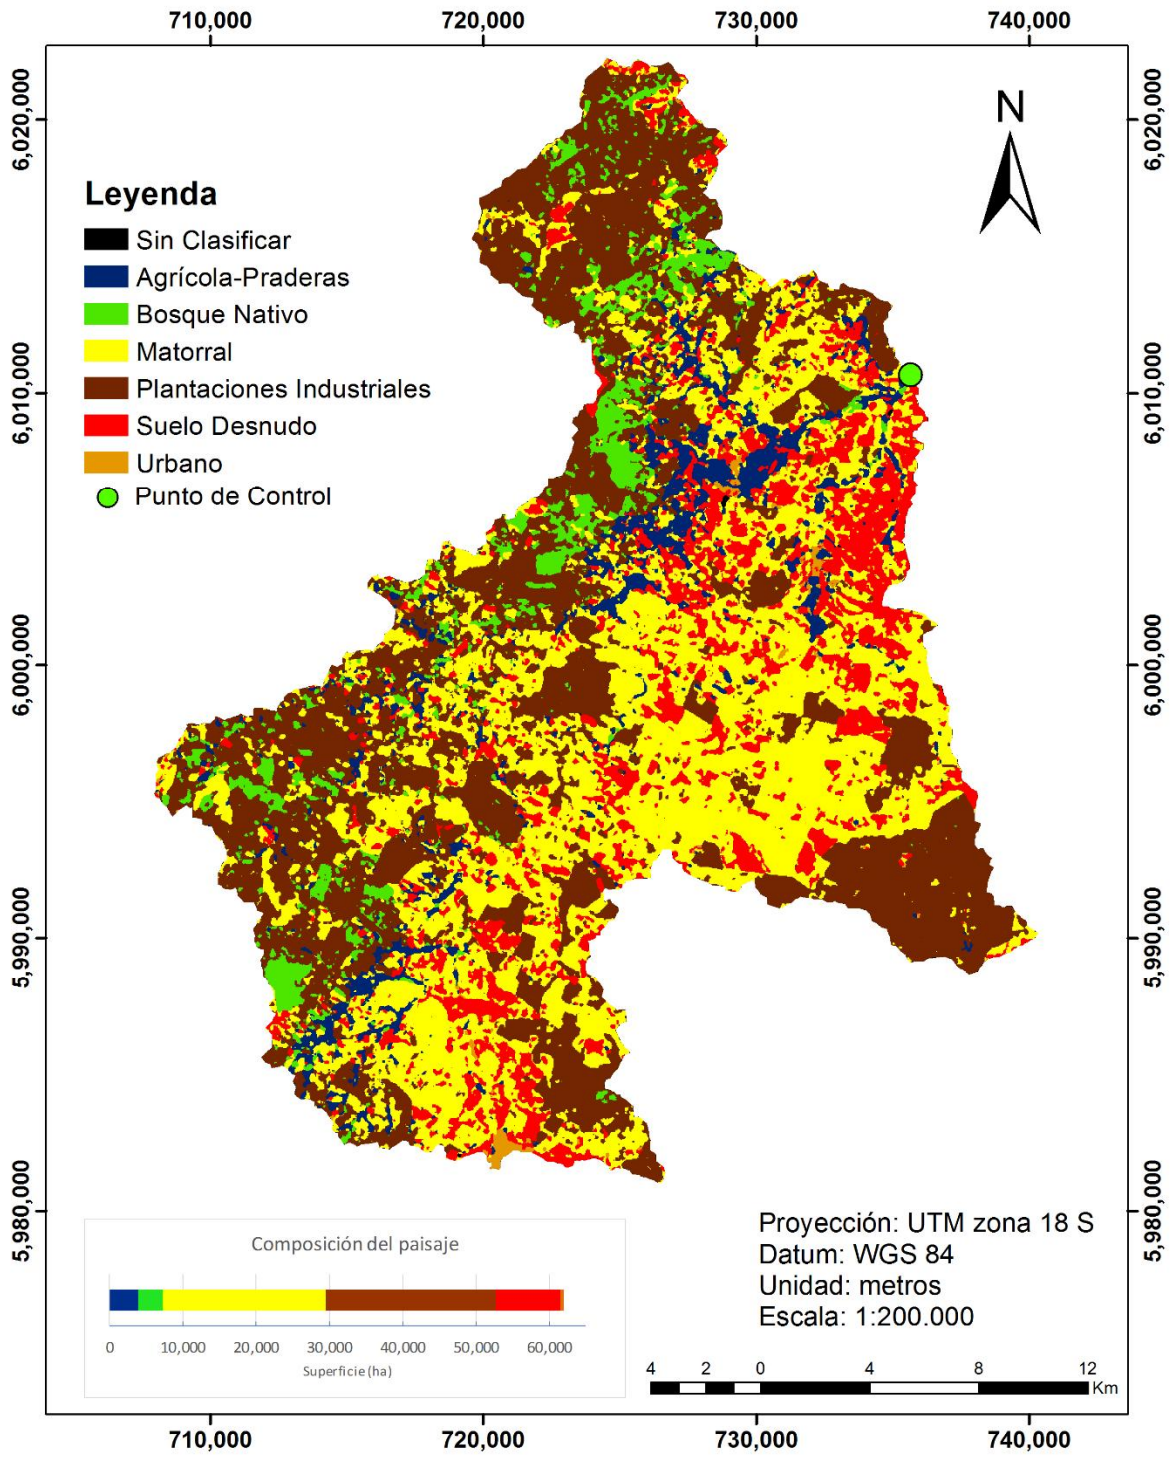 710,000 720,000 730,000 740,000
6,020,000 6,020,000
N
Leyenda
Sin Clasificar
Agrícola-Praderas
Bosque Nativo
Matorral
Plantaciones Industriales
Suelo Desnudo
Urbano
Punto de Control
6,010,000 6,010,000
6,000,000 6,000,000
5,990,000 5,990,000
5,980,000 5,980,000
Composición del paisaje
0 10,000 20,000 30,000 40,000 50,000 60,000
Superficie (ha)
Proyección: UTM zona 18 S
Datum: WGS 84
Unidad: metros
Escala: 1:200.000
4 2 0 4 8 12
Km
710,000 720,000 730,000 740,000